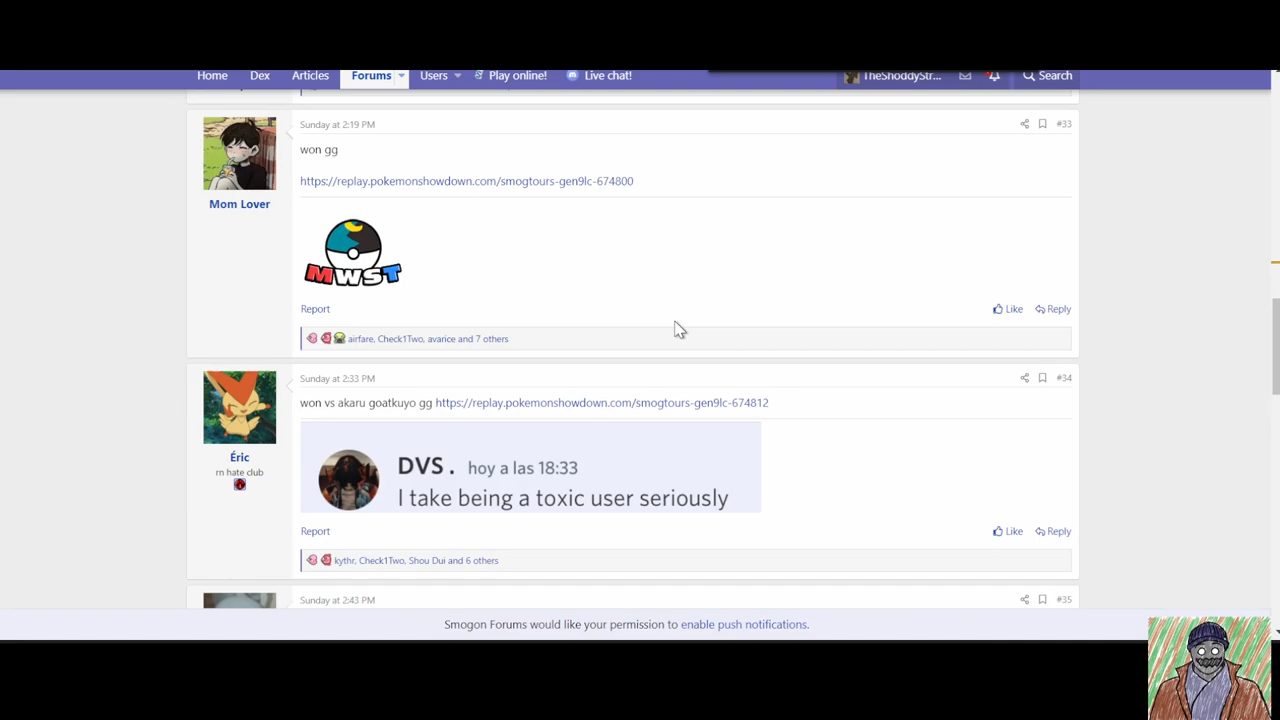 Home Dex Articles Forums Users Play online! Live chat! TheShoddyStr... Search
Sunday at 2:19 PM #33
won gg
https://replay.pokemonshowdown.com/smogtours-gen9lc-674800
Mom Lover
MWST
Report Like Reply
airfare, Check1Two, avarice and 7 others
Sunday at 2:33 PM #34
won vs akaru goatkuyo gg https://replay.pokemonshowdown.com/smogtours-gen9lc-674812
Éric
rn hate club
DVS . hoy a las 18:33
I take being a toxic user seriously
Report Like Reply
kythr, Check1Two, Shou Dui and 6 others
Sunday at 2:43 PM #35
Smogon Forums would like your permission to enable push notifications.